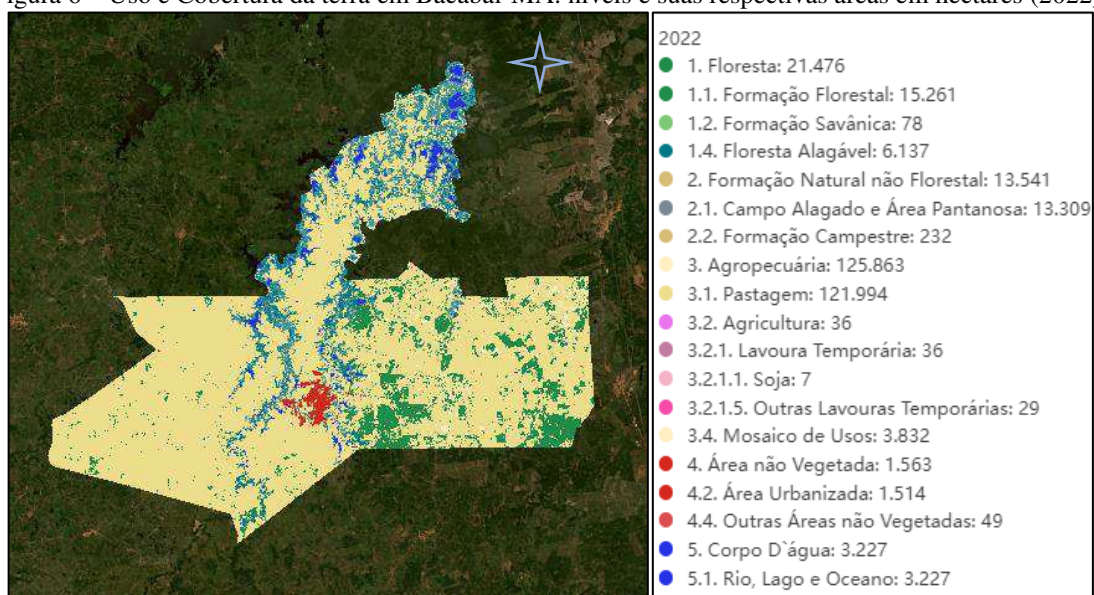 2022
1. Floresta: 21.476
1.1. Formação Florestal: 15.261
1.2. Formação Savânica: 78
1.4. Floresta Alagável: 6.137
2. Formação Natural não Florestal: 13.541
2.1. Campo Alagado e Área Pantanosa: 13.309
2.2. Formação Campestre: 232
3. Agropecuária: 125.863
3.1. Pastagem: 121.994
3.2. Agricultura: 36
3.2.1. Lavoura Temporária: 36
3.2.1.1. Soja: 7
3.2.1.5. Outras Lavouras Temporárias: 29
3.4. Mosaico de Usos: 3.832
4. Área não Vegetada: 1.563
4.2. Área Urbanizada: 1.514
4.4. Outras Áreas não Vegetadas: 49
5. Corpo D`água: 3.227
5.1. Rio, Lago e Oceano: 3.227